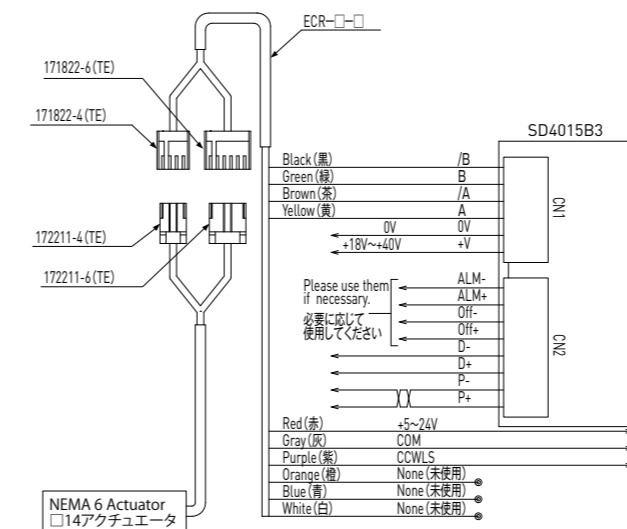 ECR-□-□
171822-6(TE)
171822-4(TE)
172211-4(TE)
172211-6(TE)
SD4015B3
Black(黒) /B
Green(緑) B
Brown(茶) /A
Yellow(黄) A
0V 0V
+18V~+40V +V
CN1
Please use them
if necessary.
必要に応じて
使用してください
ALM-
ALM+
Off-
Off+
D-
D+
P-
P+
CN2
Red(赤) +5~24V
Gray(灰) COM
Purple(紫) CCWLS
Orange(橙) None(未使用)
Blue(青) None(未使用)
White(白) None(未使用)
NEMA 6 Actuator
□14アクチュエータ